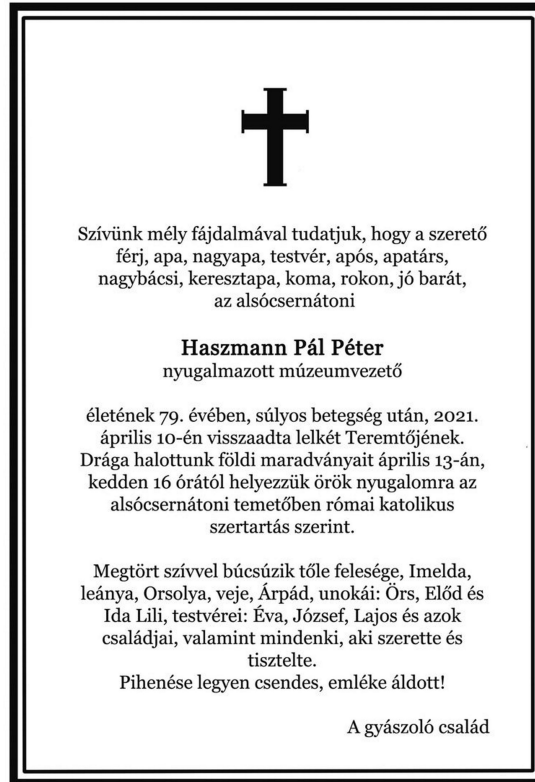 Szívünk mély fájdalmával tudatjuk, hogy a szerető
férj, apa, nagyapa, testvér, após, apatárs,
nagybácsi, keresztapa, koma, rokon, jó barát,
az alsócsernátoni
Haszmann Pál Péter
nyugalmazott múzeumvezető
életének 79. évében, súlyos betegség után, 2021.
április 10-én visszaadta lelkét Teremtőjének.
Drága halottunk földi maradványait április 13-án,
kedden 16 órától helyezzük örök nyugalomra az
alsócsernátoni temetőben római katolikus
szertartás szerint.
Megtört szívvel búcsúzik tőle felesége, Imelda,
leánya, Orsolya, veje, Árpád, unokái: Örs, Előd és
Ida Lili, testvérei: Éva, József, Lajos és azok
családjai, valamint mindenki, aki szerette és
tisztelte.
Pihenése legyen csendes, emléke áldott!
A gyászoló család